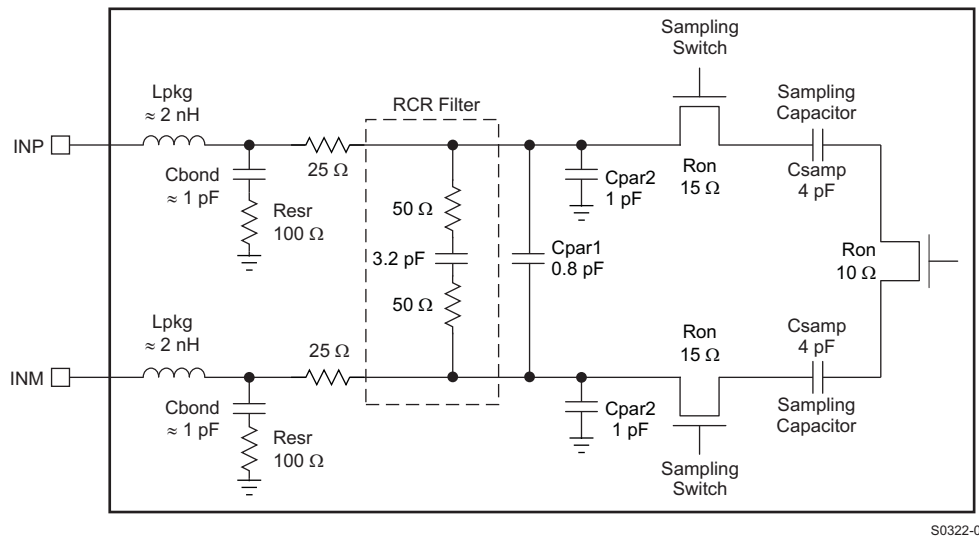 Sampling
Switch
Lpkg
≈ 2 nH
RCR Filter
Sampling
Capacitor
INP
25 Ω
Cbond
≈ 1 pF
Resr
100 Ω
50 Ω
3.2 pF
50 Ω
Cpar1
0.8 pF
Cpar2
1 pF
Ron
15 Ω
Csamp
4 pF
Ron
10 Ω
Lpkg
≈ 2 nH
25 Ω
Ron
15 Ω
Csamp
4 pF
INM
Cbond
≈ 1 pF
Resr
100 Ω
Cpar2
1 pF
Sampling
Capacitor
Sampling
Switch